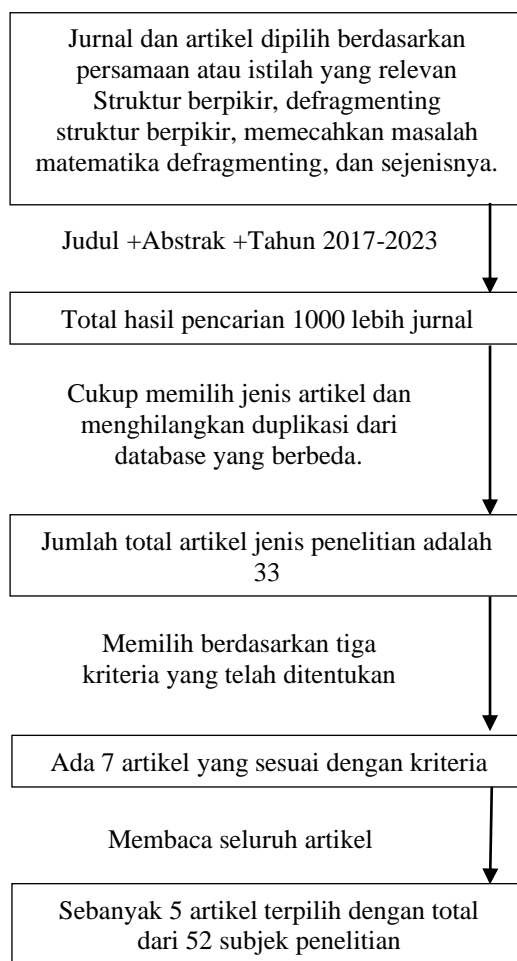 Jurnal dan artikel dipilih berdasarkan
persamaan atau istilah yang relevan
Struktur berpikir, defragmenting
struktur berpikir, memecahkan masalah
matematika defragmenting, dan sejenisnya.
Judul +Abstrak +Tahun 2017-2023
Total hasil pencarian 1000 lebih jurnal
Cukup memilih jenis artikel dan
menghilangkan duplikasi dari
database yang berbeda.
Jumlah total artikel jenis penelitian adalah
33
Memilih berdasarkan tiga
kriteria yang telah ditentukan
Ada 7 artikel yang sesuai dengan kriteria
Membaca seluruh artikel
Sebanyak 5 artikel terpilih dengan total
dari 52 subjek penelitian